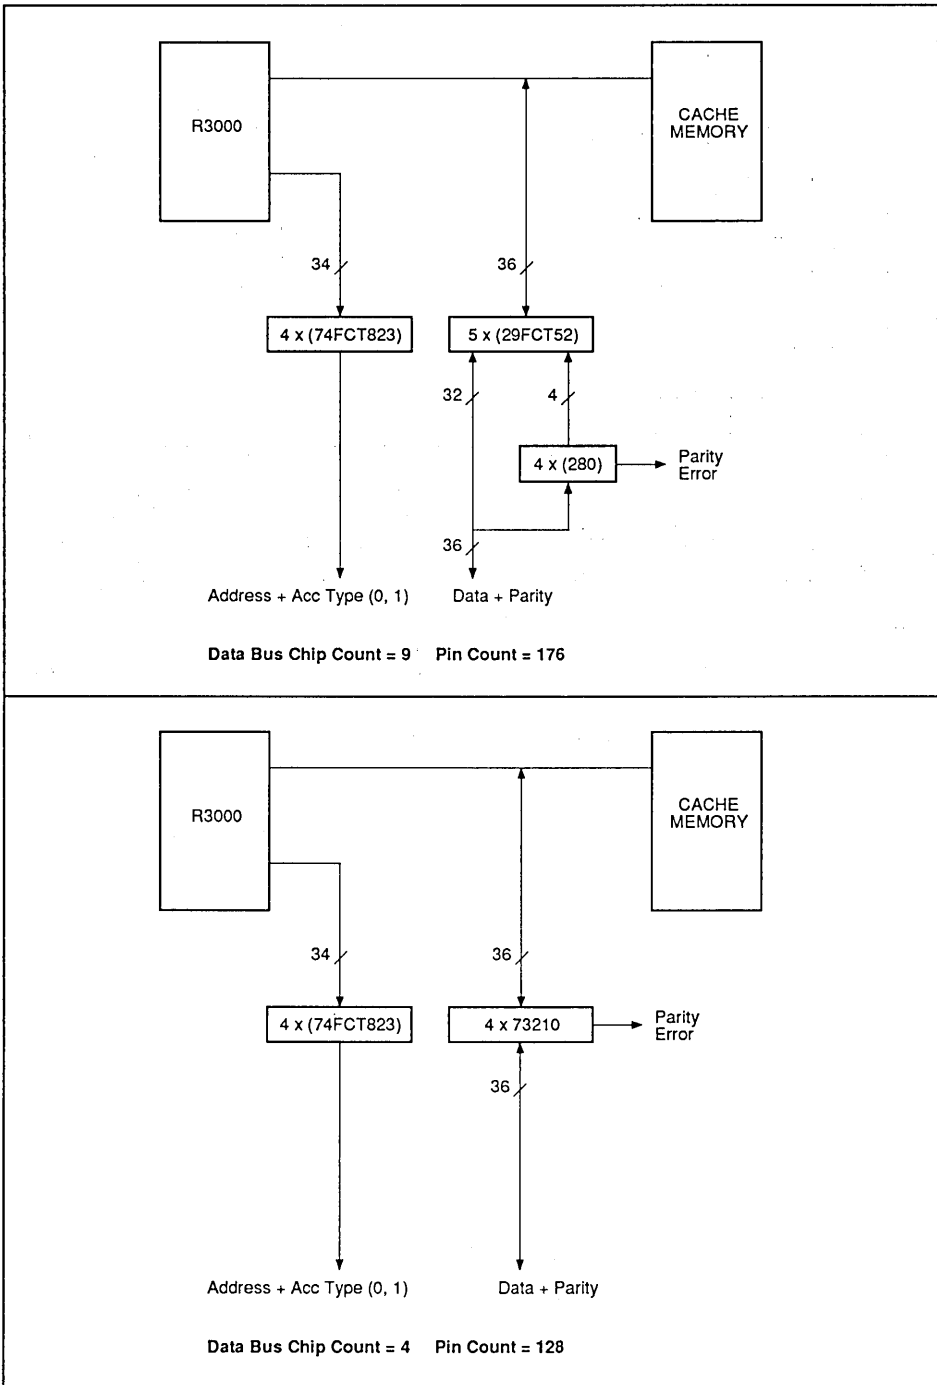 R3000
CACHE
MEMORY
34
36
4 x (74FCT823)
5 x (29FCT52)
32
4
4 x (280)
Parity
Error
36
Address + Acc Type (0, 1)
Data + Parity
Data Bus Chip Count = 9 Pin Count = 176
R3000
CACHE
MEMORY
34
36
4 x (74FCT823)
4 x 73210
Parity
Error
36
Address + Acc Type (0, 1)
Data + Parity
Data Bus Chip Count = 4 Pin Count = 128